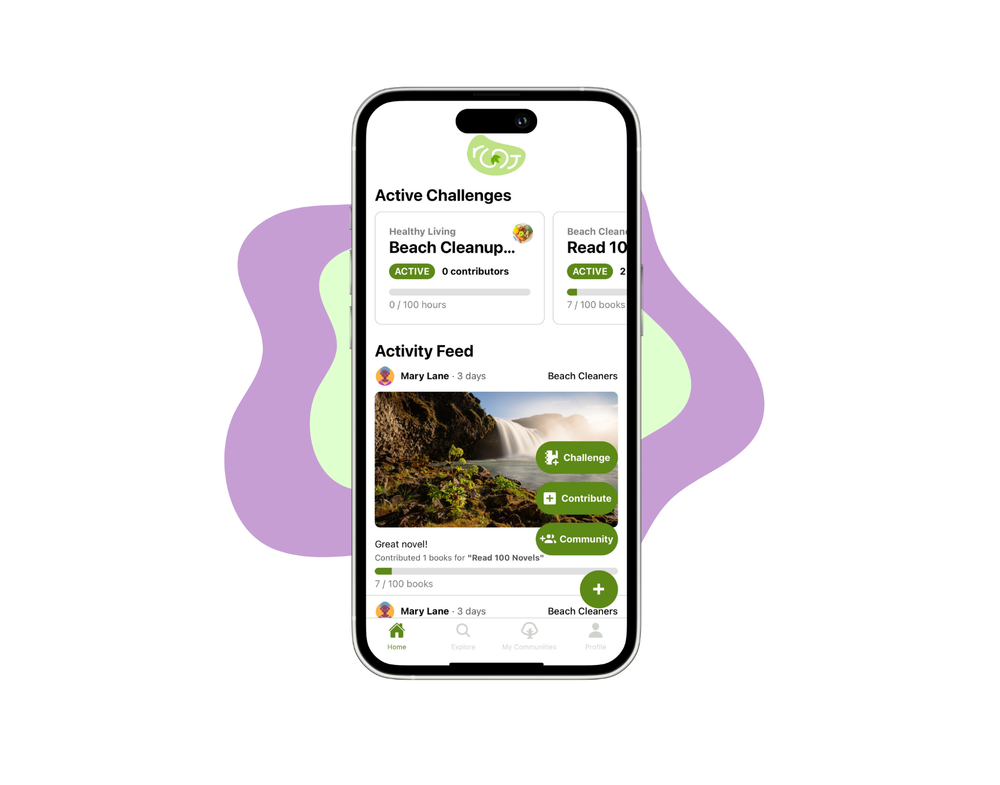 root
Active Challenges
Healthy Living
Beach Cleanup...
ACTIVE 0 contributors
0 / 100 hours
Beach Clean
Read 10
ACTIVE 2
7 / 100 books
Activity Feed
Mary Lane · 3 days Beach Cleaners
Challenge
Contribute
Community
Great novel!
Contributed 1 books for "Read 100 Novels"
7 / 100 books
Mary Lane · 3 days Beach Cleaners
Home Explore My Communities Profile